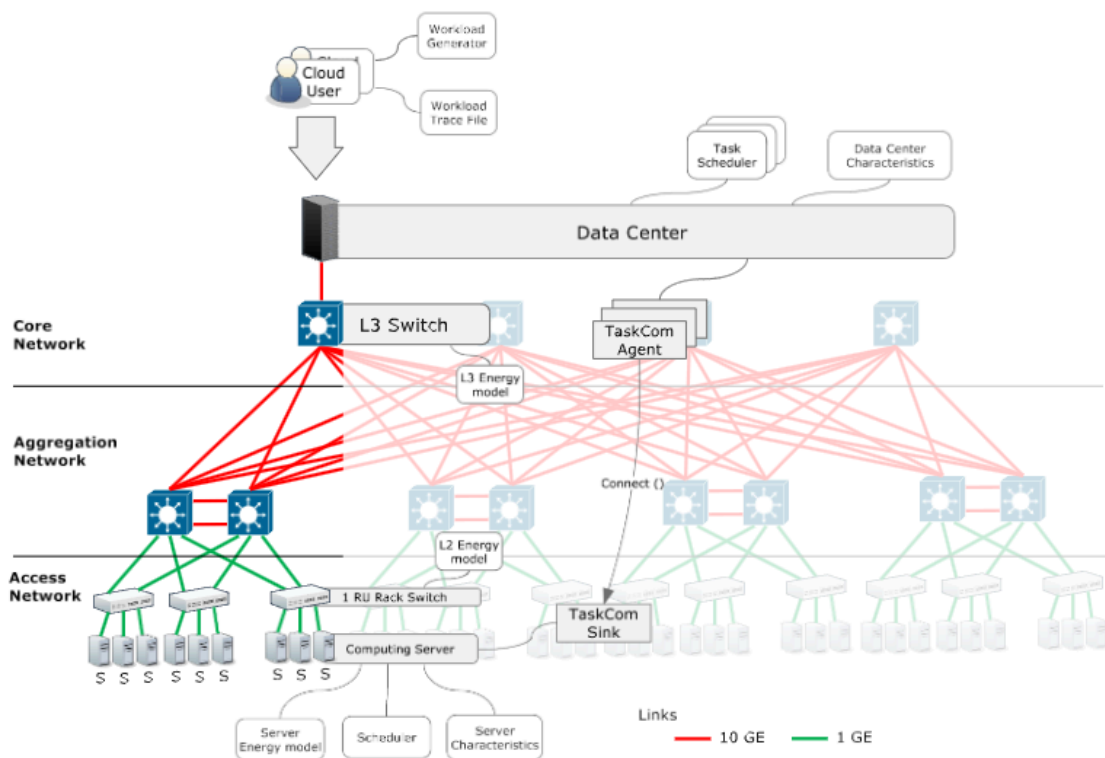 Workload
Generator
Cloud
Cloud
User
Workload
Trace File
Task
Scheduler
Data Center
Characteristics
Data Center
Core
Network
L3 Switch
TaskCom
Agent
L3 Energy
model
Aggregation
Network
Connect ()
L2 Energy
model
Access
Network
1 RU Rack Switch
TaskCom
Sink
Computing Server
S S S S S S S S S
Server
Energy model
Scheduler
Server
Characteristics
Links
10 GE
1 GE